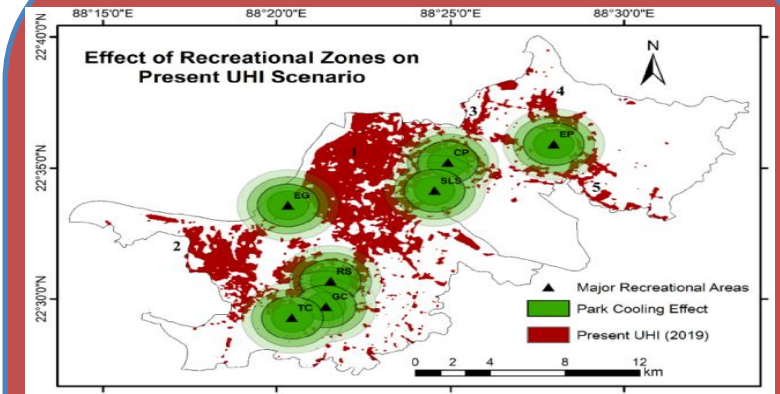 88°15'0"E
88°20'0"E
88°25'0"E
88°30'0"E
22°40'0"N
22°35'0"N
22°30'0"N
Effect of Recreational Zones on
Present UHI Scenario
N
4
3
EP
1
CP
SLS
5
EG
2
RS
GC
TC
Major Recreational Areas
Park Cooling Effect
Present UHI (2019)
0 2 4 8 12
km